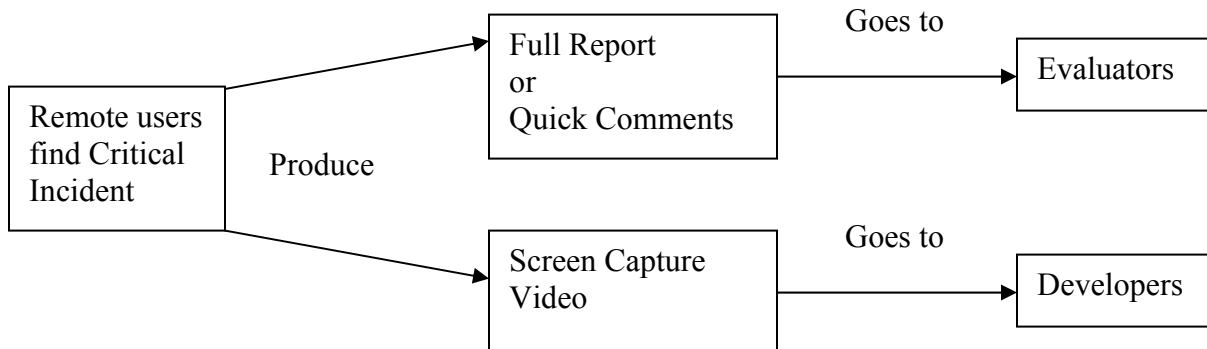 Remote users
find Critical
Incident
Produce
Full Report
or
Quick Comments
Goes to
Evaluators
Screen Capture
Video
Goes to
Developers